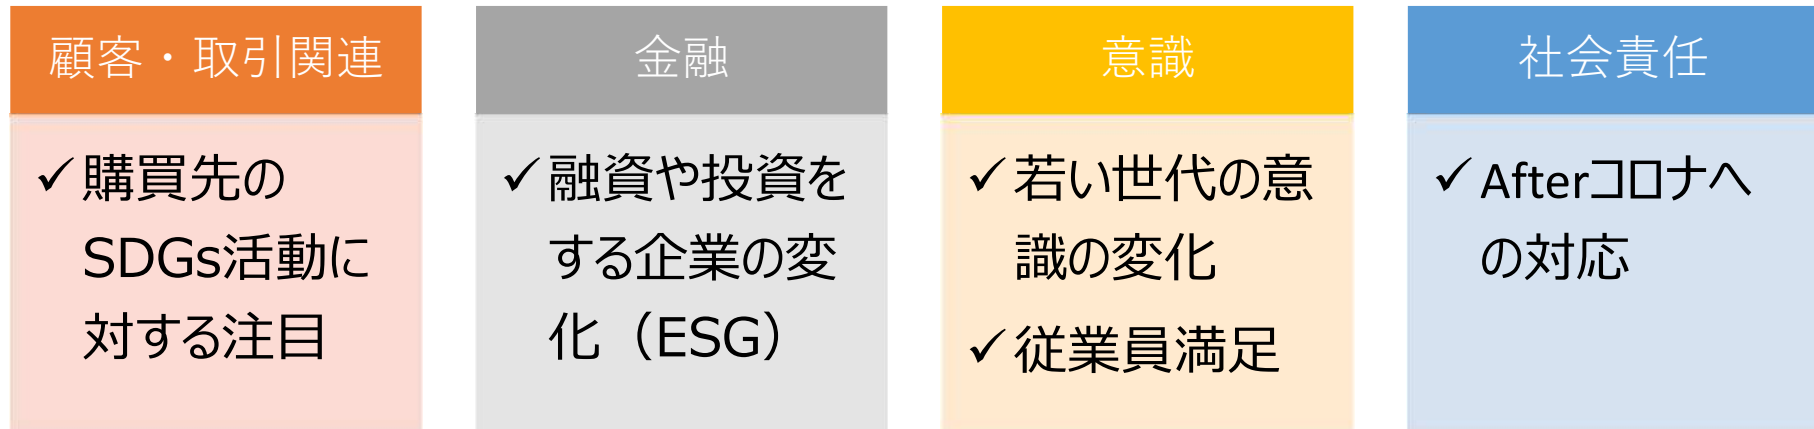 顧客・取引関連
✓購買先の
SDGs活動に
対する注目
金融
✓融資や投資を
する企業の変
化（ESG）
意識
✓若い世代の意
識の変化
✓従業員満足
社会責任
✓Afterコロナへ
の対応